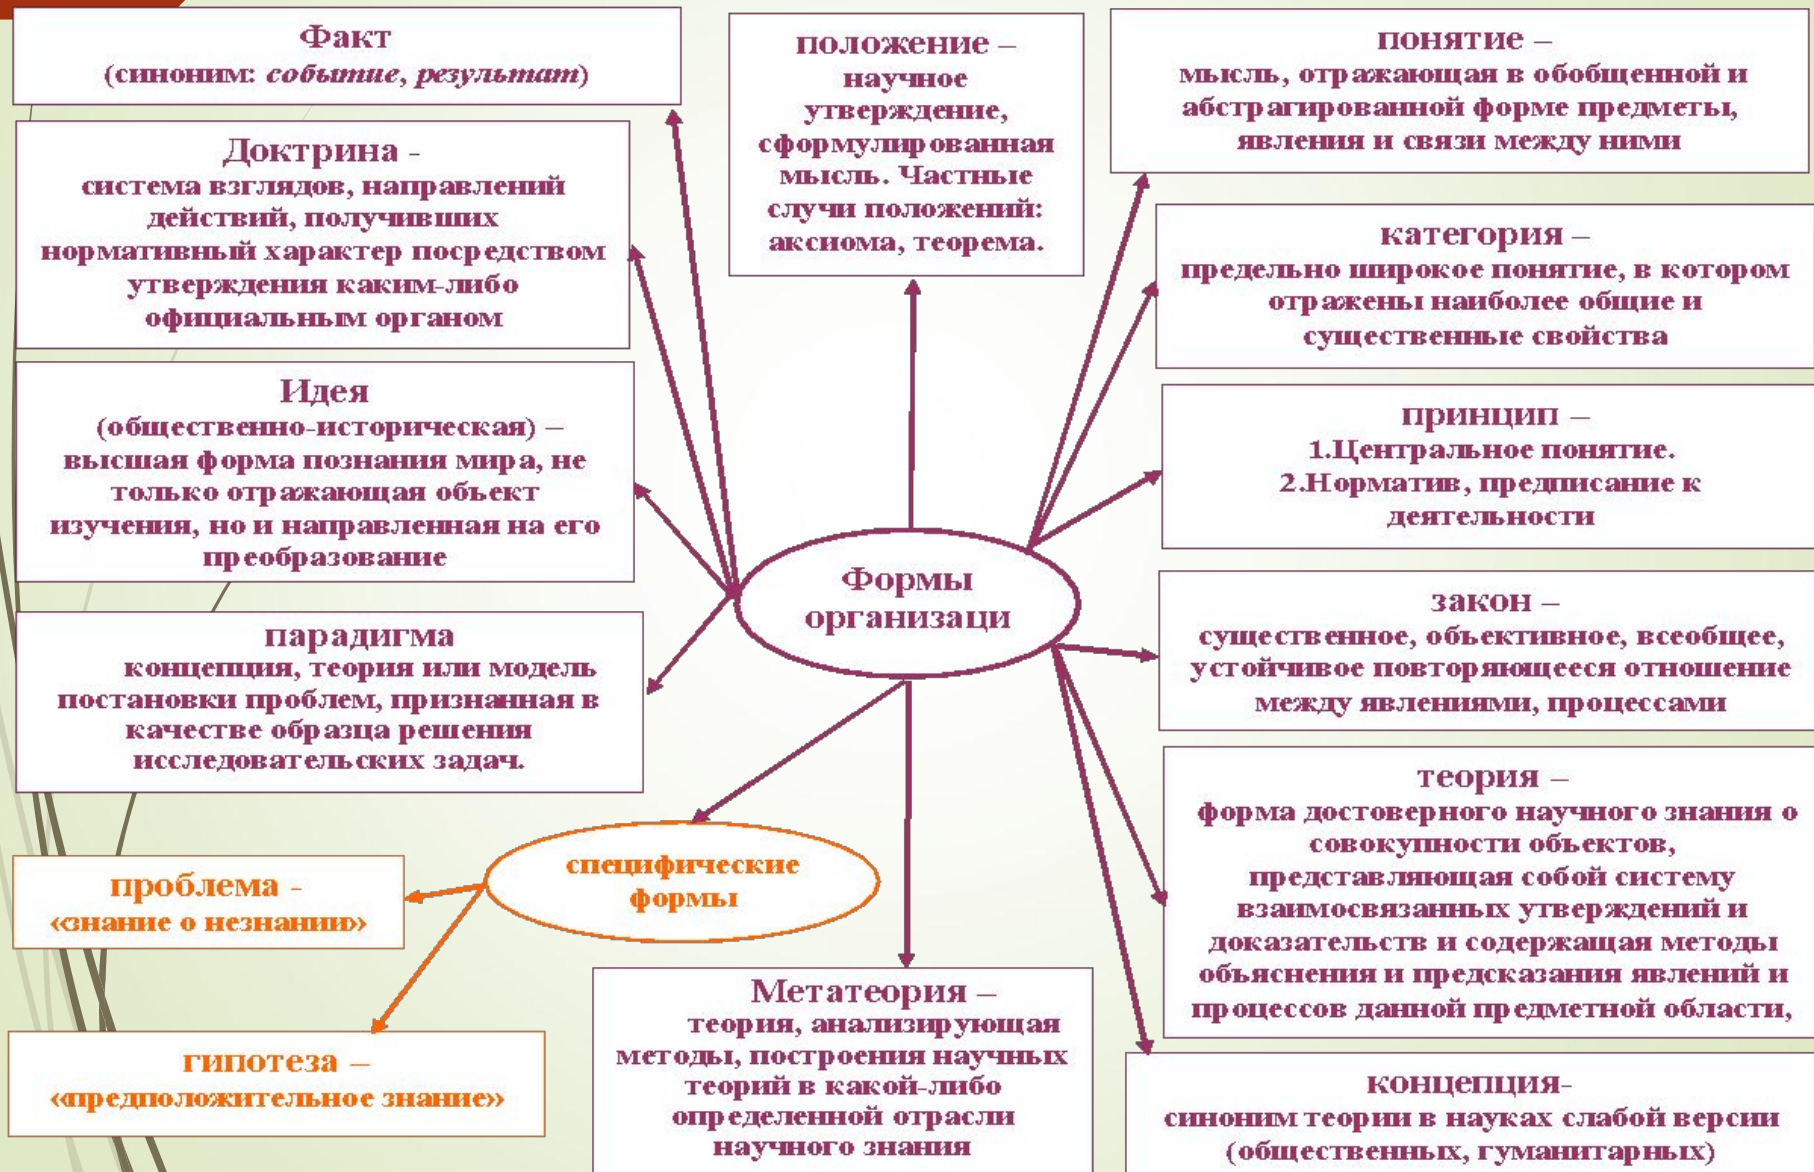 Факт
(синоним: событие, результат)
Доктрина -
система взглядов, направлений
действий, получивших
нормативный характер посредством
утверждения каким-либо
официальным органом
Идея
(общественно-историческая) –
высшая форма познания мира, не
только отражающая объект
изучения, но и направленная на его
преобразование
парадигма
концепция, теория или модель
постановки проблем, признанная в
качестве образца решения
исследовательских задач.
проблема -
«знание о незнании»
гипотеза –
«предположительное знание»
положение –
научное
утверждение,
сформулированная
мысль. Частные
случи положений:
аксиома, теорема.
Формы
организаци
специфические
формы
Метатеория –
теория, анализирующая
методы, построения научных
теорий в какой-либо
определенной отрасли
научного знания
понятие –
мысль, отражающая в обобщенной и
абстрагированной форме предметы,
явления и связи между ними
категория –
предельно широкое понятие, в котором
отражены наиболее общие и
существенные свойства
принцип –
1.Центральное понятие.
2.Норматив, предписание к
деятельности
закон –
существенное, объективное, всеобщее,
устойчивое повторяющееся отношение
между явлениями, процессами
теория –
форма достоверного научного знания о
совокупности объектов,
представляющая собой систему
взаимосвязанных утверждений и
доказательств и содержащая методы
объяснения и предсказания явлений и
процессов данной предметной области,
концепция-
синоним теории в науках слабой версии
(общественных, гуманитарных)